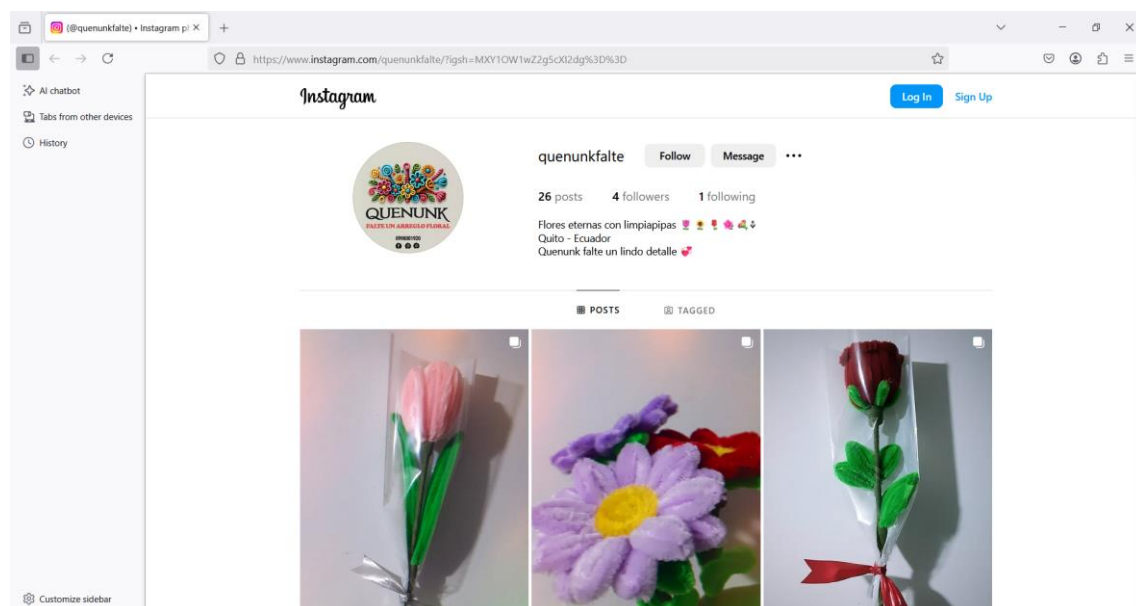 (@quenunkfalte) • Instagram ph
https://www.instagram.com/quenunkfalte/?igsh=MXY1OW1wZ2g5cXI2dg%3D%3D
AI chatbot
Tabs from other devices
History
Instagram
Log In
Sign Up
quenunkfalte
Follow
Message
26 posts 4 followers 1 following
Flores eternas con limpiapipas
Quito - Ecuador
Quenunk falte un lindo detalle
QUENUNK
FALTE UN ARREGLO FLORAL
POSTS
TAGGED
Customize sidebar